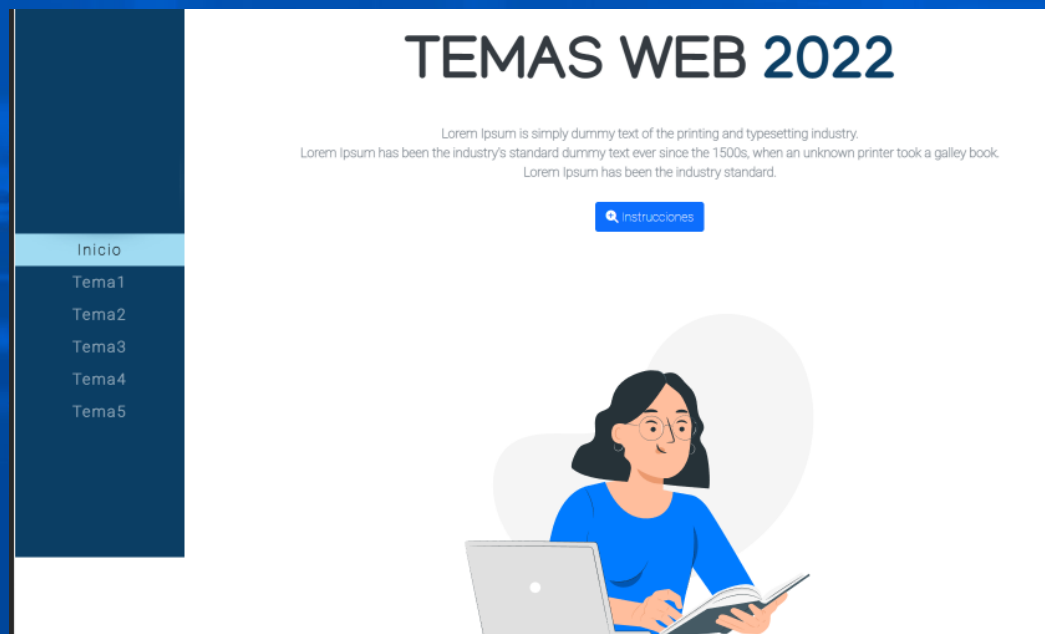 TEMAS WEB 2022
Lorem Ipsum is simply dummy text of the printing and typesetting industry.
Lorem Ipsum has been the industry's standard dummy text ever since the 1500s, when an unknown printer took a galley book.
Lorem Ipsum has been the industry standard.
Instrucciones
Inicio
Tema1
Tema2
Tema3
Tema4
Tema5